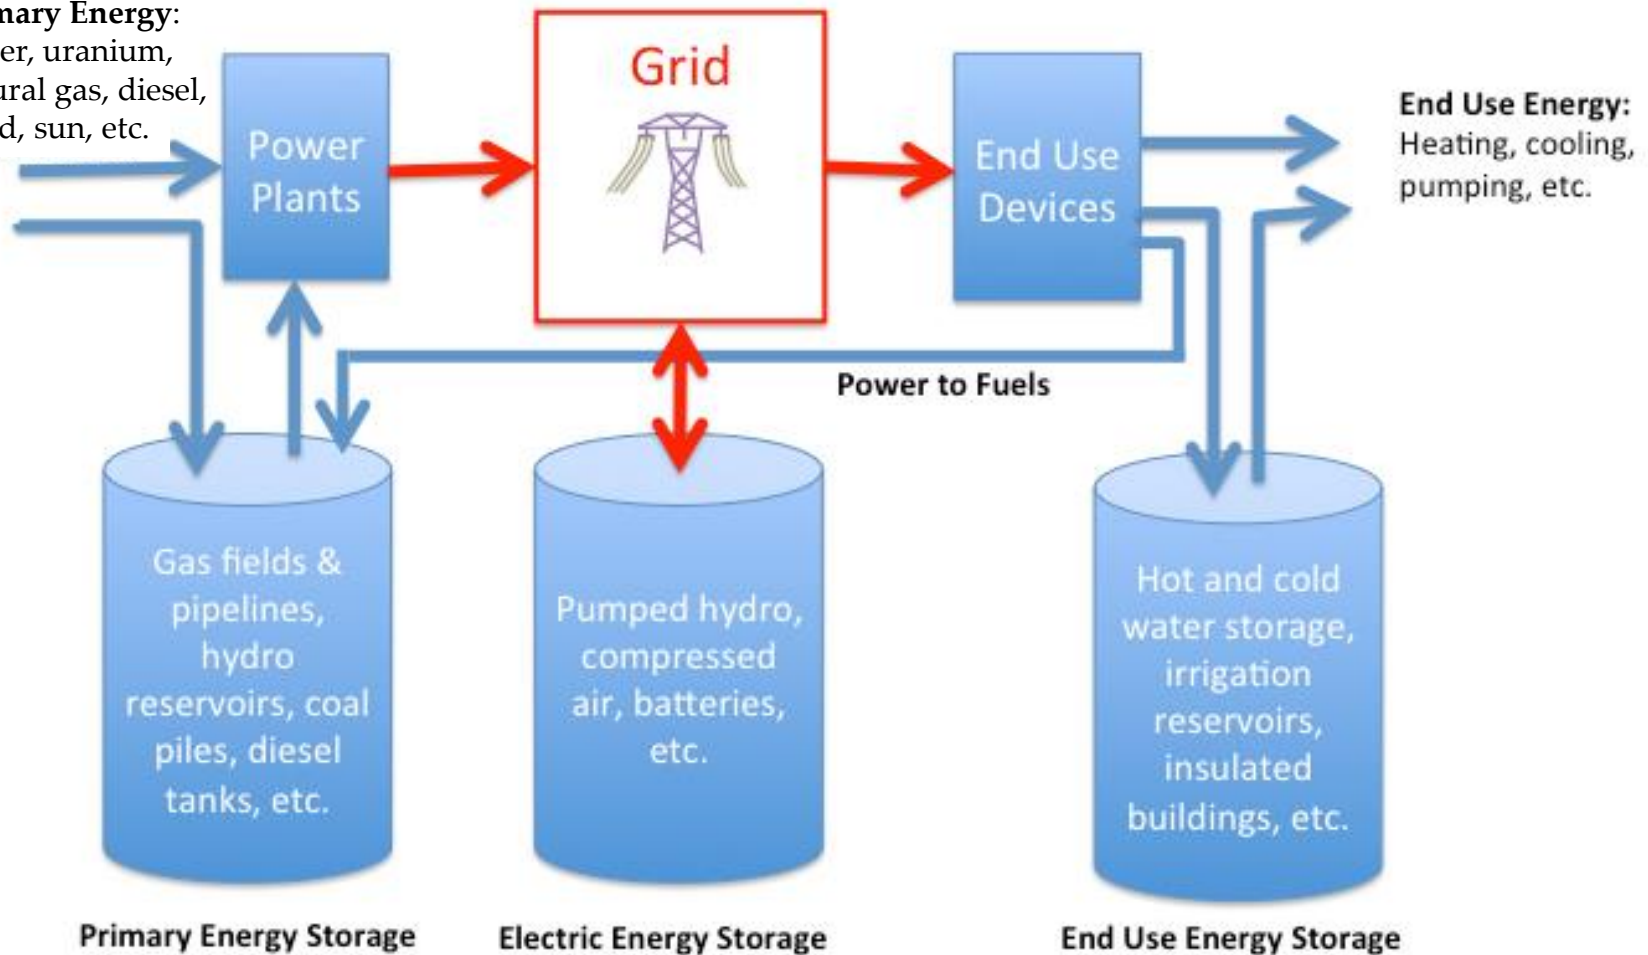 mary Energy:
er, uranium,
ural gas, diesel,
d, sun, etc.
Power
Plants
Grid
End Use
Devices
End Use Energy:
Heating, cooling,
pumping, etc.
Power to Fuels
Gas fields &
pipelines,
hydro
reservoirs, coal
piles, diesel
tanks, etc.
Pumped hydro,
compressed
air, batteries,
etc.
Hot and cold
water storage,
irrigation
reservoirs,
insulated
buildings, etc.
Primary Energy Storage
Electric Energy Storage
End Use Energy Storage